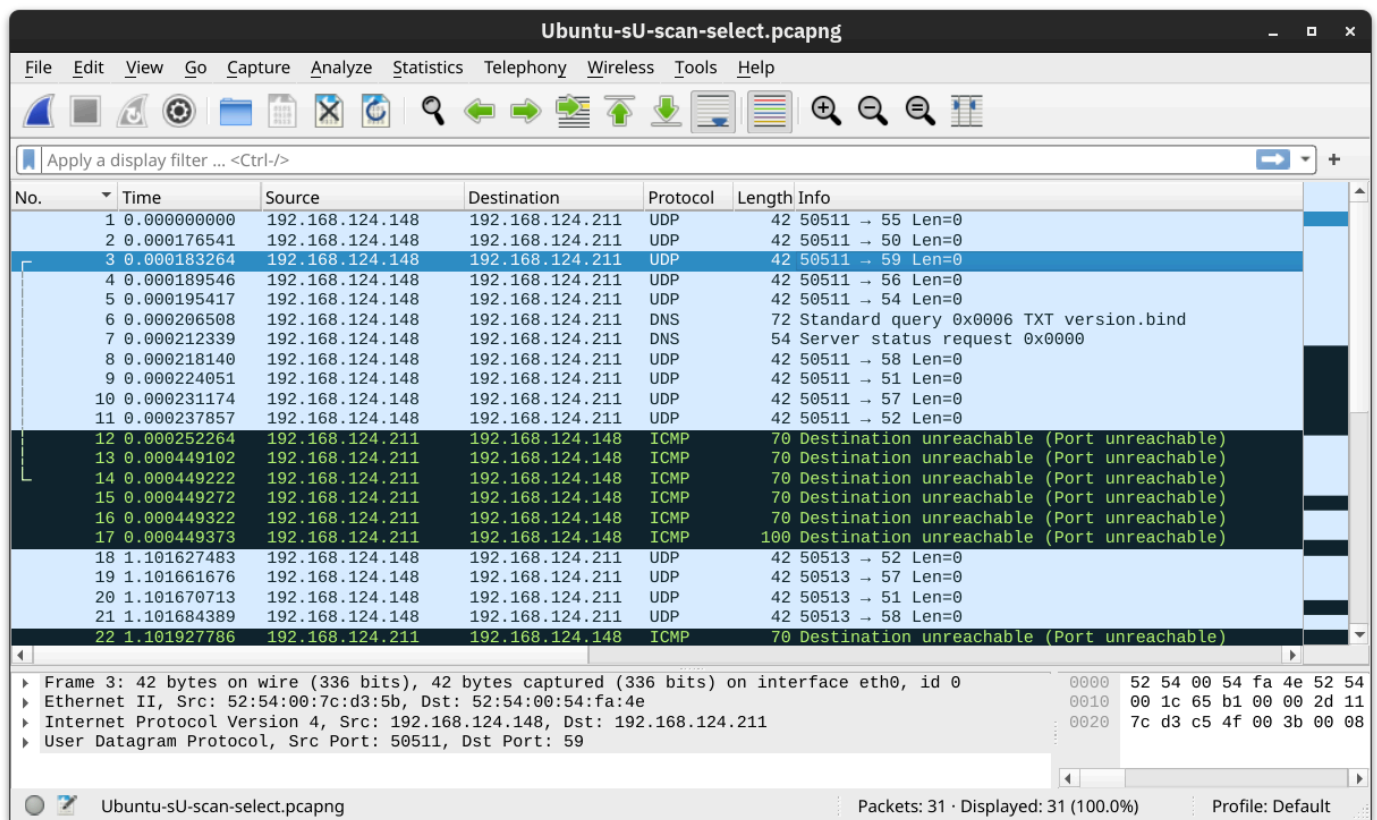 Ubuntu-sU-scan-select.pcapng
File Edit View Go Capture Analyze Statistics Telephony Wireless Tools Help
Apply a display filter ... <Ctrl-/>
No. Time Source Destination Protocol Length Info
1 0.000000000 192.168.124.148 192.168.124.211 UDP 42 50511 → 55 Len=0
2 0.000176541 192.168.124.148 192.168.124.211 UDP 42 50511 → 50 Len=0
3 0.000183264 192.168.124.148 192.168.124.211 UDP 42 50511 → 59 Len=0
4 0.000189546 192.168.124.148 192.168.124.211 UDP 42 50511 → 56 Len=0
5 0.000195417 192.168.124.148 192.168.124.211 UDP 42 50511 → 54 Len=0
6 0.000206508 192.168.124.148 192.168.124.211 DNS 72 Standard query 0x0006 TXT version.bind
7 0.000212339 192.168.124.148 192.168.124.211 DNS 54 Server status request 0x0000
8 0.000218140 192.168.124.148 192.168.124.211 UDP 42 50511 → 58 Len=0
9 0.000224051 192.168.124.148 192.168.124.211 UDP 42 50511 → 51 Len=0
10 0.000231174 192.168.124.148 192.168.124.211 UDP 42 50511 → 57 Len=0
11 0.000237857 192.168.124.148 192.168.124.211 UDP 42 50511 → 52 Len=0
12 0.000252264 192.168.124.211 192.168.124.148 ICMP 70 Destination unreachable (Port unreachable)
13 0.000449102 192.168.124.211 192.168.124.148 ICMP 70 Destination unreachable (Port unreachable)
14 0.000449222 192.168.124.211 192.168.124.148 ICMP 70 Destination unreachable (Port unreachable)
15 0.000449272 192.168.124.211 192.168.124.148 ICMP 70 Destination unreachable (Port unreachable)
16 0.000449322 192.168.124.211 192.168.124.148 ICMP 70 Destination unreachable (Port unreachable)
17 0.000449373 192.168.124.211 192.168.124.148 ICMP 100 Destination unreachable (Port unreachable)
18 1.101627483 192.168.124.148 192.168.124.211 UDP 42 50513 → 52 Len=0
19 1.101661676 192.168.124.148 192.168.124.211 UDP 42 50513 → 57 Len=0
20 1.101670713 192.168.124.148 192.168.124.211 UDP 42 50513 → 51 Len=0
21 1.101684389 192.168.124.148 192.168.124.211 UDP 42 50513 → 58 Len=0
22 1.101927786 192.168.124.211 192.168.124.148 ICMP 70 Destination unreachable (Port unreachable)
Frame 3: 42 bytes on wire (336 bits), 42 bytes captured (336 bits) on interface eth0, id 0
Ethernet II, Src: 52:54:00:7c:d3:5b, Dst: 52:54:00:54:fa:4e
Internet Protocol Version 4, Src: 192.168.124.148, Dst: 192.168.124.211
User Datagram Protocol, Src Port: 50511, Dst Port: 59
0000 52 54 00 54 fa 4e 52 54
0010 00 1c 65 b1 00 00 2d 11
0020 7c d3 c5 4f 00 3b 00 08
Ubuntu-sU-scan-select.pcapng
Packets: 31 · Displayed: 31 (100.0%)
Profile: Default